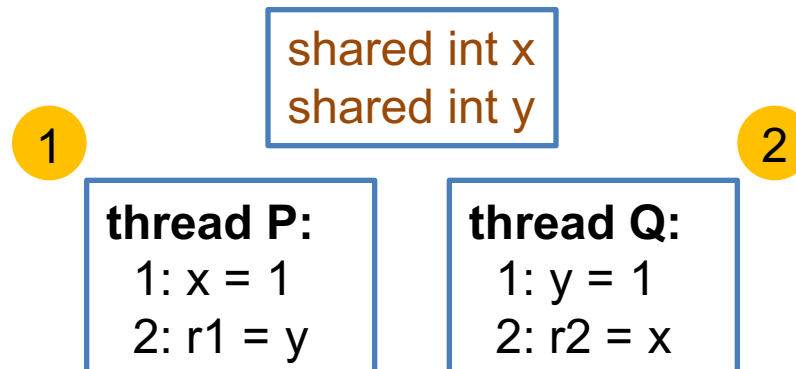 shared int x
shared int y
1
2
thread P:
1: x = 1
2: r1 = y
thread Q:
1: y = 1
2: r2 = x